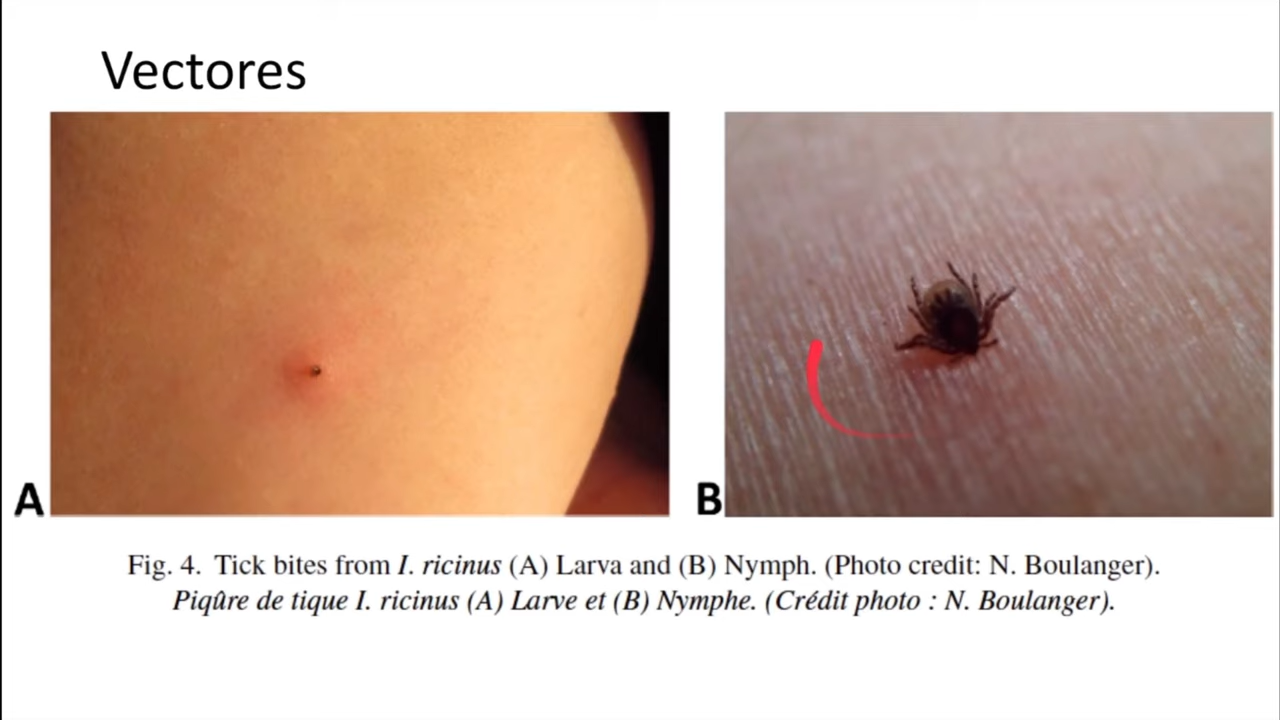 Vectores
A
B
Fig. 4. Tick bites from I. ricinus (A) Larva and (B) Nymph. (Photo credit: N. Boulanger).
Piqûre de tique I. ricinus (A) Larve et (B) Nymphe. (Crédit photo : N. Boulanger).